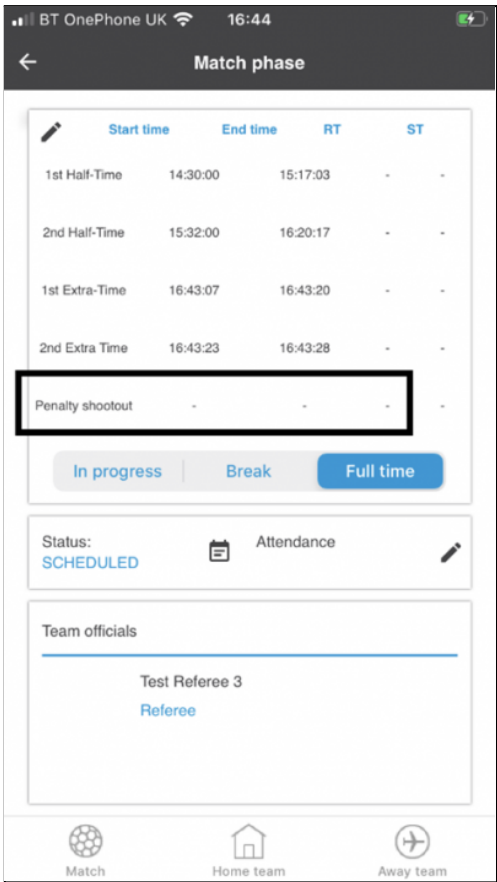 BT OnePhone UK 16:44
Match phase
Start time End time RT ST
1st Half-Time 14:30:00 15:17:03 - -
2nd Half-Time 15:32:00 16:20:17 - -
1st Extra-Time 16:43:07 16:43:20 - -
2nd Extra Time 16:43:23 16:43:28 - -
Penalty shootout - - - -
In progress Break Full time
Status: Attendance
SCHEDULED
Team officials
Test Referee 3
Referee
Match Home team Away team